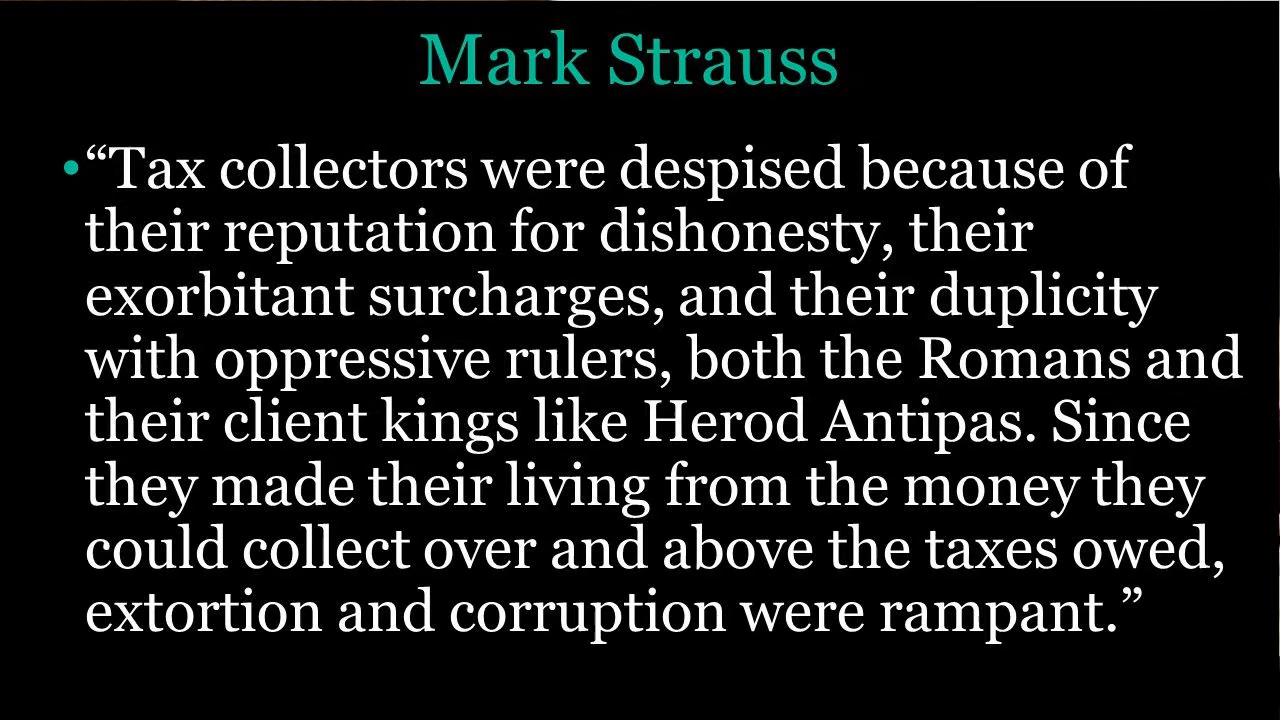 Mark Strauss
•“Tax collectors were despised because of
their reputation for dishonesty, their
exorbitant surcharges, and their duplicity
with oppressive rulers, both the Romans and
their client kings like Herod Antipas. Since
they made their living from the money they
could collect over and above the taxes owed,
extortion and corruption were rampant.”